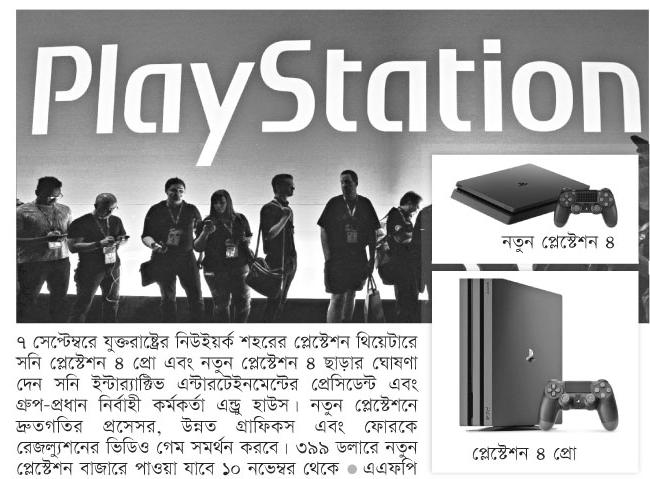 PlayStation
নতুন প্লেস্টেশন ৪
প্লেস্টেশন ৪ প্রো
৭ সেপ্টেম্বরে যুক্তরাষ্ট্রের নিউইয়র্ক শহরের প্লেস্টেশন থিয়েটারে
সনি প্লেস্টেশন ৪ প্রো এবং নতুন প্লেস্টেশন ৪ ছাড়ার ঘোষণা
দেন সনি ইন্টার‍্যাক্টিভ এন্টারটেইনমেন্টের প্রেসিডেন্ট এবং
গ্রুপ-প্রধান নির্বাহী কর্মকর্তা এন্ড্রু হাউস। নতুন প্লেস্টেশনে
দ্রুতগতির প্রসেসর, উন্নত গ্রাফিকস এবং ফোরকে
রেজল্যুশনের ভিডিও গেম সমর্থন করবে। ৩৯৯ ডলারে নতুন
প্লেস্টেশন বাজারে পাওয়া যাবে ১০ নভেম্বর থেকে ● এএফপি